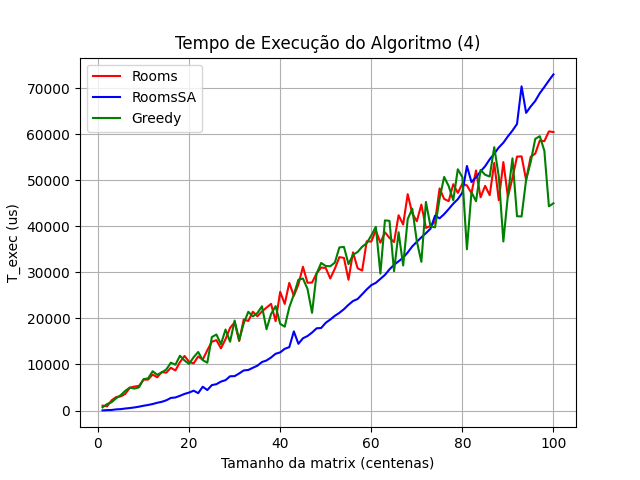 Tempo de Execução do Algoritmo (4)
Rooms
RoomsSA
Greedy
T_exec (us)
70000
60000
50000
40000
30000
20000
10000
0
0 20 40 60 80 100
Tamanho da matrix (centenas)